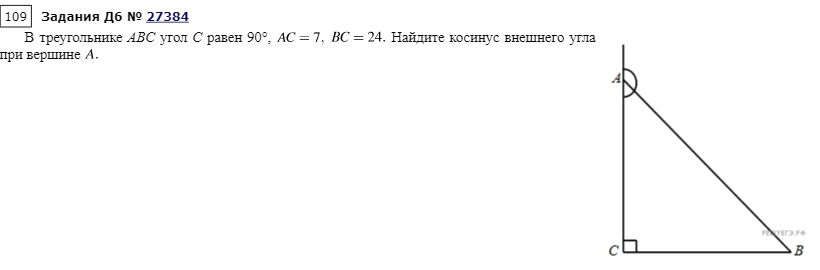 109 Задания Д6 № 27384
В треугольнике ABC угол C равен 90°, AC = 7, BC = 24. Найдите косинус внешнего угла
при вершине A.
A
РЕШУЕГЭ.РФ
C B